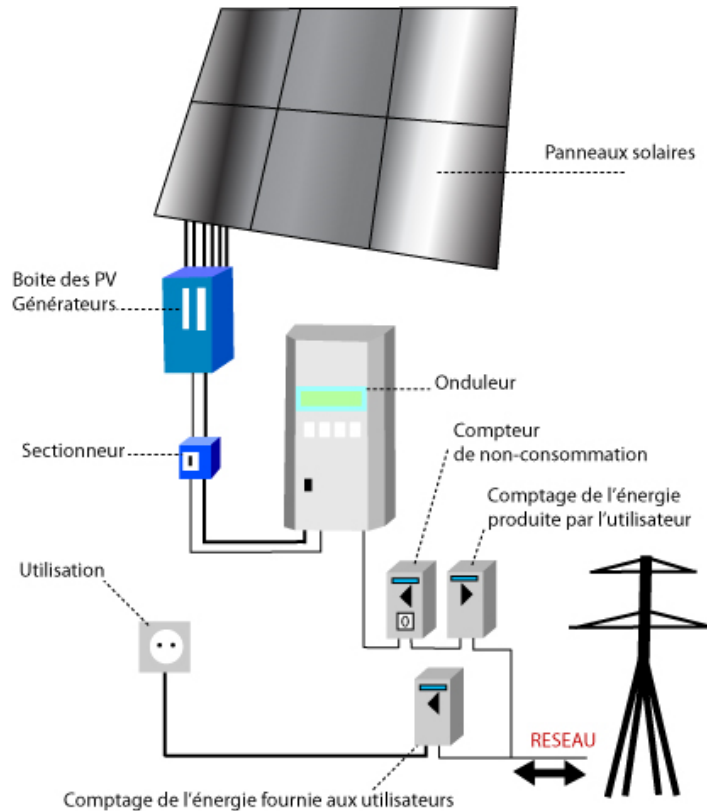 Panneaux solaires
Boite des PV
Générateurs
Onduleur
Compteur
de non-consommation
Sectionneur
Comptage de l'énergie
produite par l'utilisateur
Utilisation
0
RESEAU
Comptage de l'énergie fournie aux utilisateurs